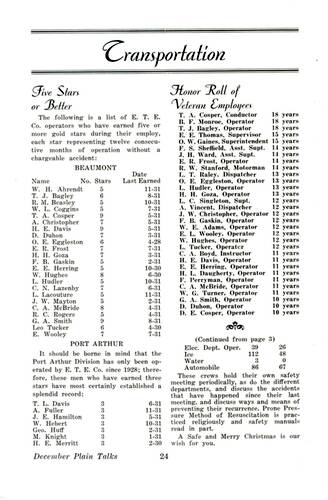 Transportation
Five Stars
or Better
The following is a list of E. T. E.
Co. operators who have earned five or
more gold stars during their employ,
each star representing twelve consecu-
tive months of operation without a
chargeable accident:
BEAUMONT
Date
Name No. Stars Last Earned
W. H. Ahrendt 5 11-31
T. J. Bagley 6 8-31
R. M. Beasley 5 10-31
W. L. Coggins 5 7-31
T. A. Cosper 9 5-31
A. Christopher 7 5-31
H. E. Davis 9 5-31
D. Duhon 7 5-31
O. E. Eggleston 6 4-28
E. R. Frost 7 7-31
H. H. Goza 7 3-31
F. B. Gaskin 5 2-31
E. E. Herring 5 10-30
W. Hughes 6 6-30
L. Hudler 5 10-31
C. N. Lazenby 6 6-31
L. Lacouture 5 11-31
J. W. Mayton 5 2-31
C. A. McBride 8 4-31
R. C. Rogers 5 4-31
G. A. Smith 9 8-31
Leo Tucker 6 4-30
E. Wooley 7 7-31
PORT ARTHUR
It should be borne in mind that the
Port Arthur Division has only been op-
erated by E. T. E. Co. since 1928; there-
fore, these men who have earned three
stars have most certainly established a
splendid record:
T. L. Davis 3 6-31
A. Fuller 3 11-31
J. E. Hamilton 3 5-31
W. Hebert 3 10-31
Geo. Huff 3 2-31
M. Knight 3 1-31
H. E. Merritt 3 2-30
Honor Roll of
Veteran Employees
T. A. Cosper, Conductor 18 years
B. F. Monroe, Operator 18 years
T. J. Bagley, Operator 18 years
E. E. Thomas, Supervisor 15 years
O. W. Gaines, Superintendent 15 years
F. S. Sheffield, Asst. Supt. 14 years
J. H. Ward, Asst. Supt. 14 years
E. R. Frost, Operator 14 years
R. W. Stanford, Motorman 14 years
L. T. Raley, Dispatcher 13 years
O. E. Eggleston, Operator 13 years
L. Hudler, Operator 13 years
H. H. Goza, Operator 13 years
L. C. Singleton, Supt. 12 years
A. Vincent, Dispatcher 12 years
J. W. Christopher, Operator 12 years
F. B. Gaskin, Operator 12 years
W. E. Adams, Operator 12 years
E. L. Wooley, Operator 12 years
W. Hughes, Operator 12 years
L. Tucker, Operator 12 years
C. A. Boyd, Instructor 11 years
H. E. Davis, Operator 11 years
E. E. Herring, Operator 11 years
H. L. Daugherty, Operator 11 years
F. Perryman, Operator 11 years
C. A. McBride, Operator 11 years
W. G. Turner, Operator 11 years
G. A. Smith, Operator 10 years
D. Duhon, Operator 10 years
D. E. Cosper, Operator 10 years
(Continued from page 3)
Elec. Dept. Oper. 39 26
Ice 112 48
Water 3 0
Automobile 86 67
These crews hold their own safety
meeting periodically, as do the different
departments, and discuss the accidents
that have happened since their last
meeting, and discuss ways and means of
preventing their recurrence. Prone Pres-
sure Method of Resuscitation is prac-
ticed religiously and safety manuals
read in part.
A Safe and Merry Christmas is our
wish for you.
December Plain Talks 24